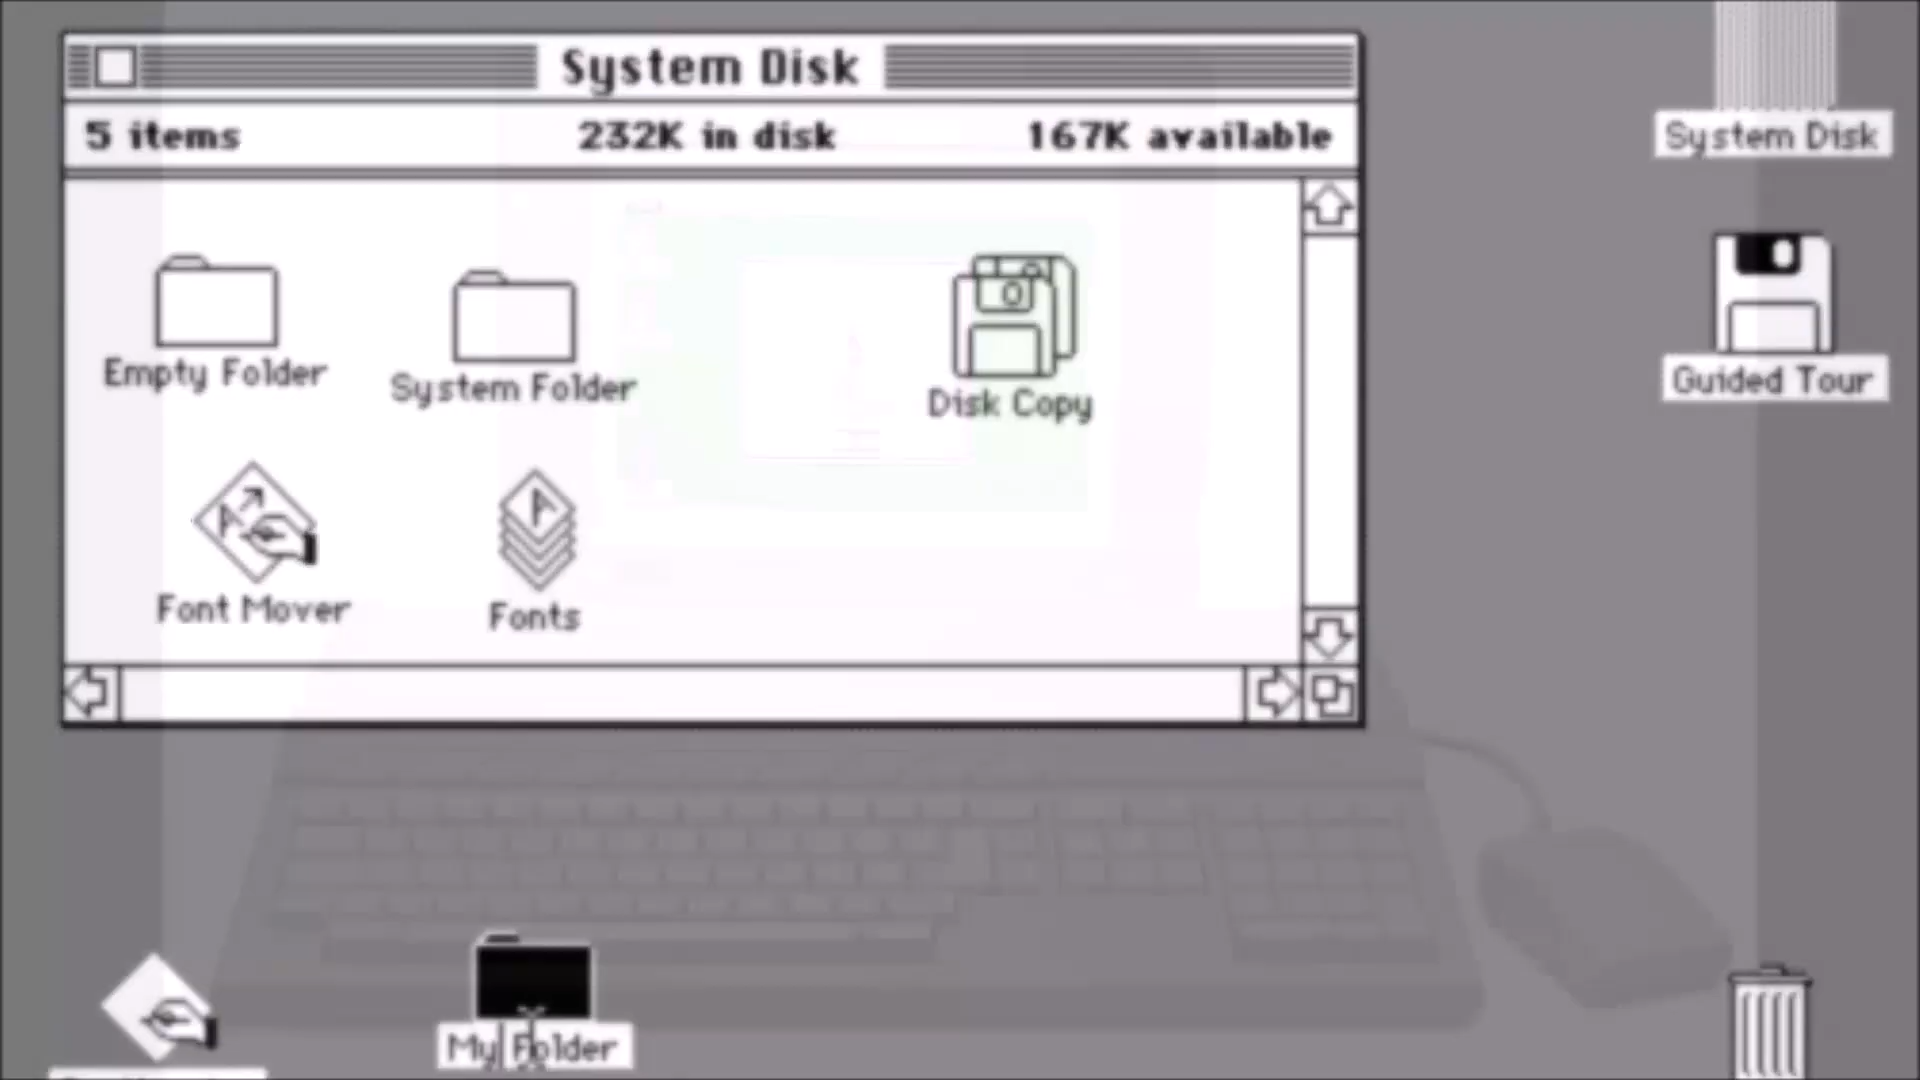 System Disk
5 items 232K in disk 167K available
System Disk
Empty Folder
System Folder
Disk Copy
Guided Tour
Font Mover
Fonts
My Folder